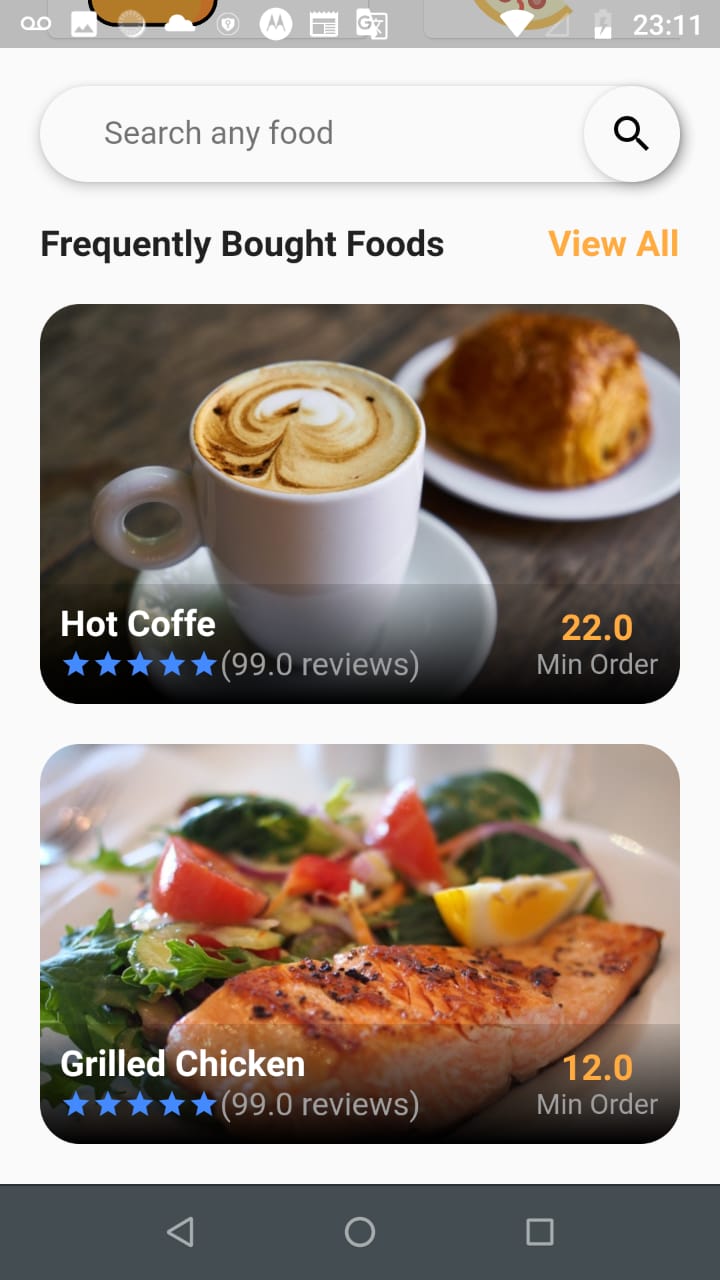 23:11
Search any food
Frequently Bought Foods View All
Hot Coffe 22.0
(99.0 reviews) Min Order
Grilled Chicken 12.0
(99.0 reviews) Min Order